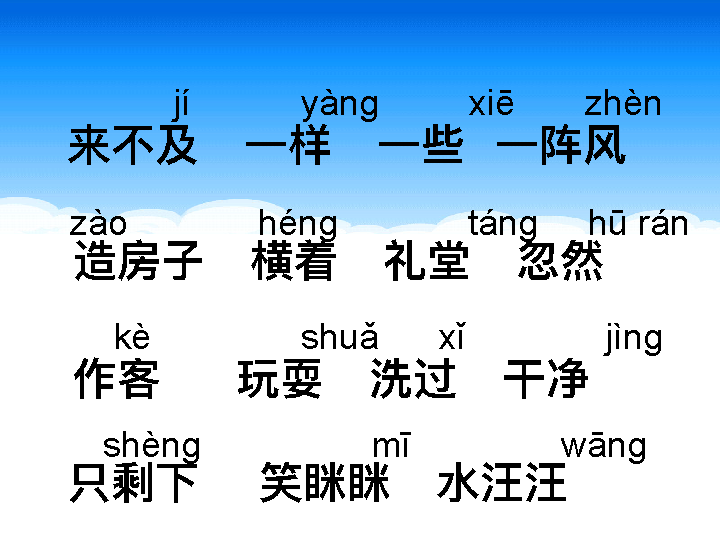 jí yàng xiē zhèn
来不及 一样 一些 一阵风
zào héng táng hū rán
造房子 横着 礼堂 忽然
kè shuǎ xǐ jìng
作客 玩耍 洗过 干净
shèng mī wāng
只剩下 笑眯眯 水汪汪